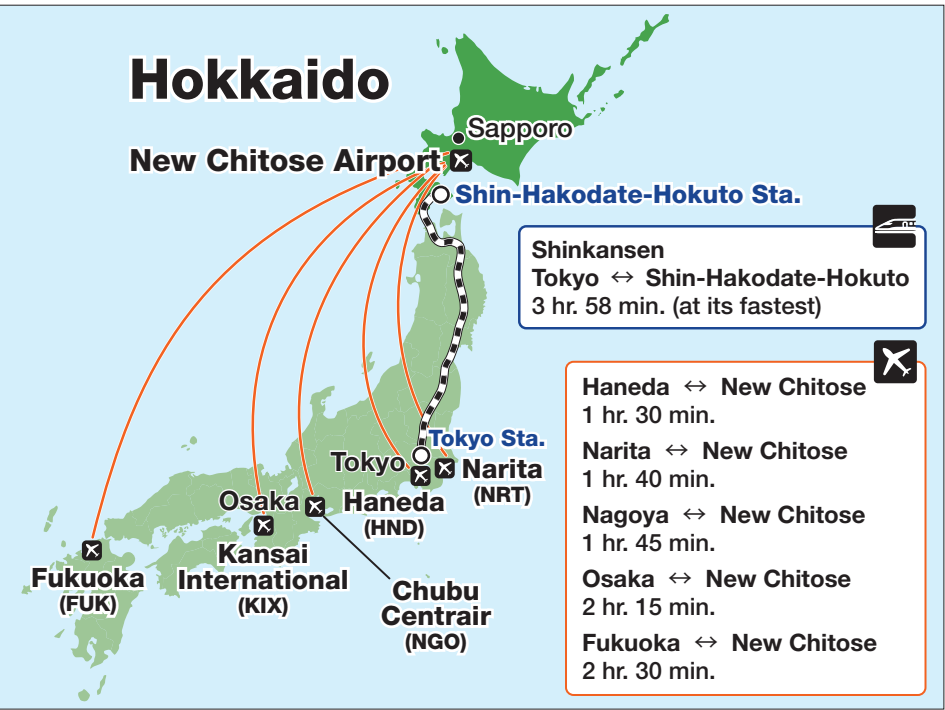 Hokkaido
Sapporo
New Chitose Airport
Shin-Hakodate-Hokuto Sta.
Shinkansen
Tokyo ↔ Shin-Hakodate-Hokuto
3 hr. 58 min. (at its fastest)
Haneda ↔ New Chitose
1 hr. 30 min.
Narita ↔ New Chitose
1 hr. 40 min.
Nagoya ↔ New Chitose
1 hr. 45 min.
Osaka ↔ New Chitose
2 hr. 15 min.
Fukuoka ↔ New Chitose
2 hr. 30 min.
Tokyo Sta.
Tokyo
Narita
(NRT)
Haneda
(HND)
Osaka
Kansai
International
(KIX)
Chubu
Centrair
(NGO)
Fukuoka
(FUK)